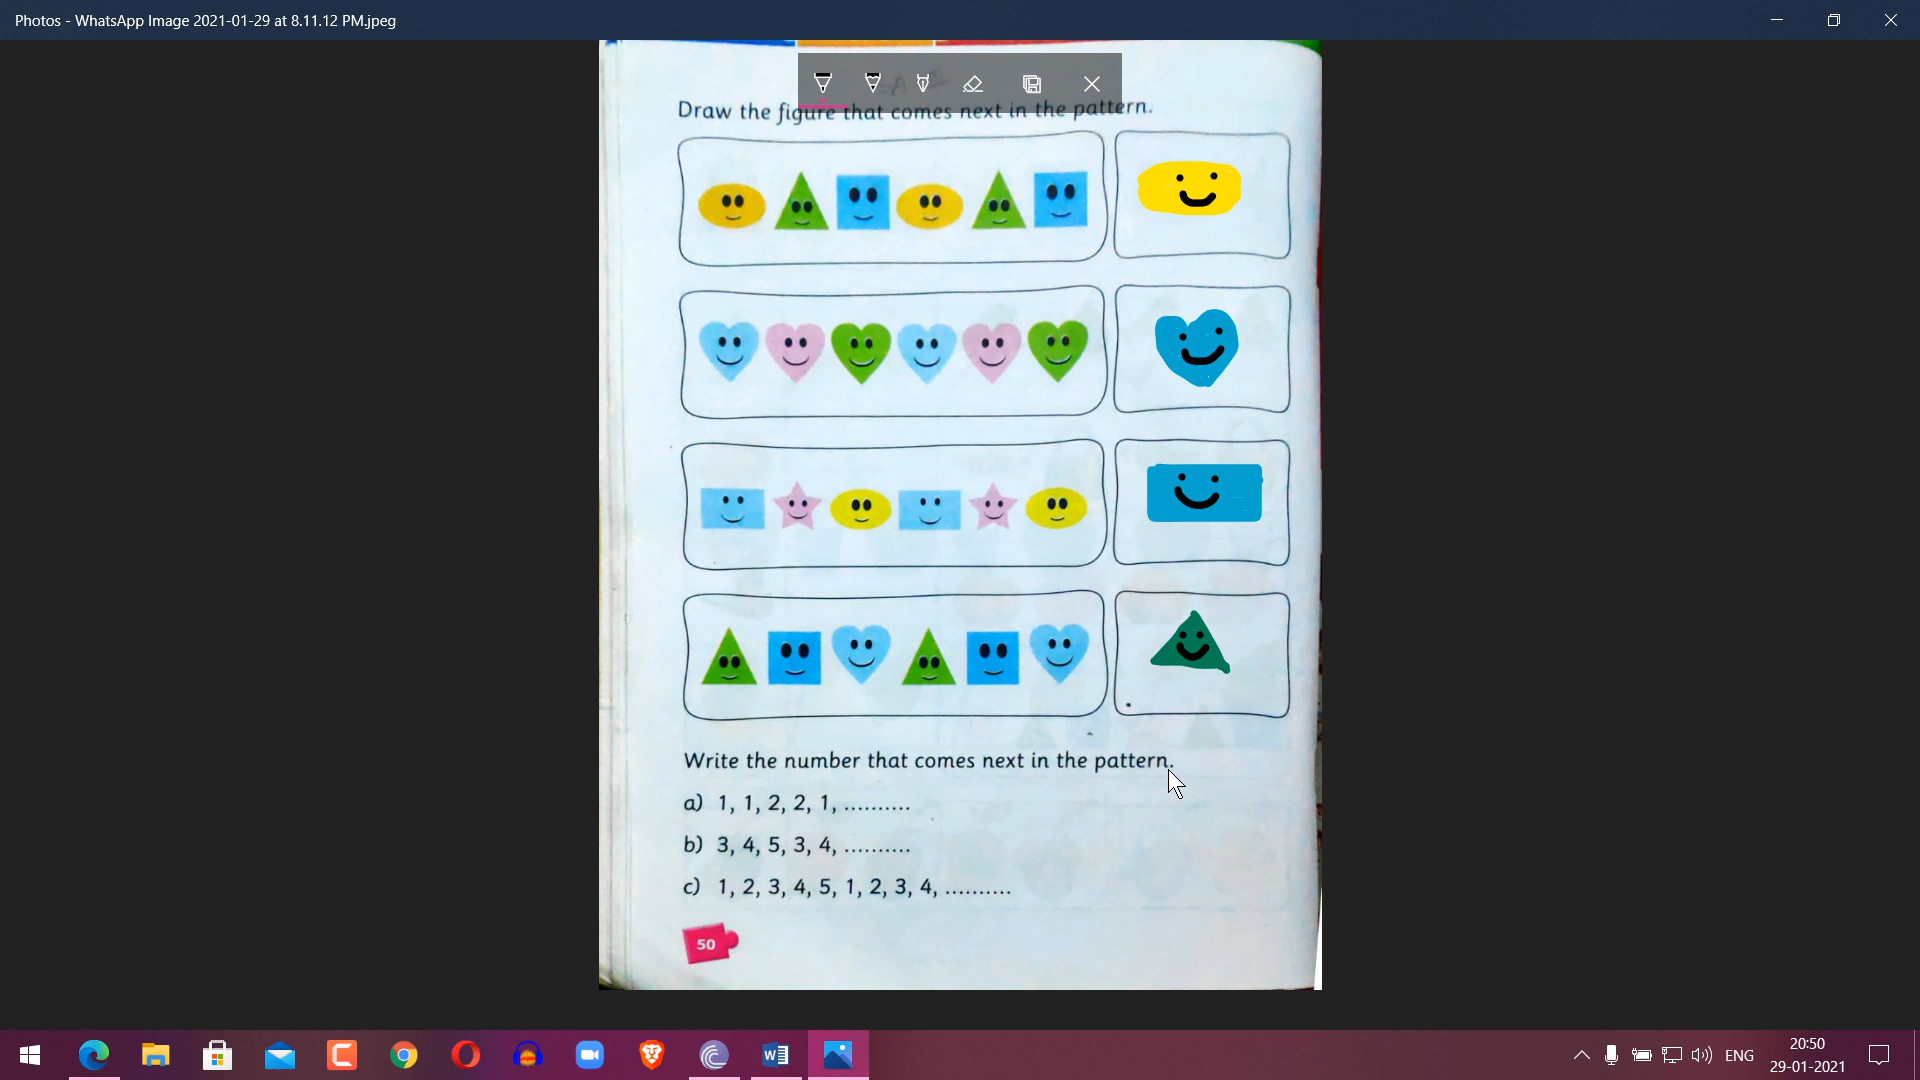 Photos - WhatsApp Image 2021-01-29 at 8.11.12 PM.jpeg
Draw the figure that comes next in the pattern.
Write the number that comes next in the pattern.
a) 1, 1, 2, 2, 1, ..........
b) 3, 4, 5, 3, 4, ..........
c) 1, 2, 3, 4, 5, 1, 2, 3, 4, ..........
50
ENG
20:50
29-01-2021